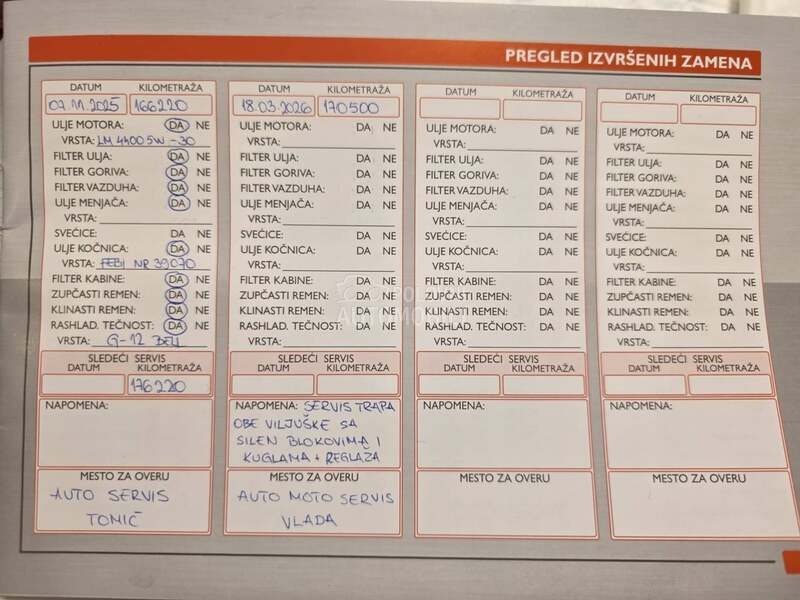 PREGLED IZVRŠENIH ZAMENA
DATUM KILOMETRAŽA
166220
ULJE MOTORA: DA NE
VRSTA: LM 4400 5W-30
FILTER ULJA: DA NE
FILTER GORIVA: DA NE
FILTER VAZDUHA: DA NE
ULJE MENJAČA: DA NE
VRSTA:
SVEĆICE: DA NE
ULJE KOČNICA: DA NE
VRSTA: FEBI NR 39070
FILTER KABINE: DA NE
ZUPČASTI REMEN: DA NE
KLINASTI REMEN: DA NE
RASHLAD. TEČNOST: DA NE
VRSTA: G-12 BELI
SLEDEĆI SERVIS
DATUM KILOMETRAŽA
176220
NAPOMENA:
MESTO ZA OVERU
AUTO SERVIS
TOMIĆ
DATUM KILOMETRAŽA
18.03.2026 170500
ULJE MOTORA: DA NE
VRSTA:
FILTER ULJA: DA NE
FILTER GORIVA: DA NE
FILTER VAZDUHA: DA NE
ULJE MENJAČA: DA NE
VRSTA:
SVEĆICE: DA NE
ULJE KOČNICA: DA NE
VRSTA:
FILTER KABINE: DA NE
ZUPČASTI REMEN: DA NE
KLINASTI REMEN: DA NE
RASHLAD. TEČNOST: DA NE
VRSTA:
SLEDEĆI SERVIS
DATUM KILOMETRAŽA
NAPOMENA: SERVIS TRAPA
OBE VILJUŠKE SA
SILEN BLOKOVIMA I
KUGLAMA + REGLAŽA
MESTO ZA OVERU
AUTO MOTO SERVIS
VLADA
DATUM KILOMETRAŽA
ULJE MOTORA: DA NE
VRSTA:
FILTER ULJA: DA NE
FILTER GORIVA: DA NE
FILTER VAZDUHA: DA NE
ULJE MENJAČA: DA NE
VRSTA:
SVEĆICE: DA NE
ULJE KOČNICA: DA NE
VRSTA:
FILTER KABINE: DA NE
ZUPČASTI REMEN: DA NE
KLINASTI REMEN: DA NE
RASHLAD. TEČNOST: DA NE
VRSTA:
SLEDEĆI SERVIS
DATUM KILOMETRAŽA
NAPOMENA:
MESTO ZA OVERU
DATUM KILOMETRAŽA
ULJE MOTORA: DA NE
VRSTA:
FILTER ULJA: DA NE
FILTER GORIVA: DA NE
FILTER VAZDUHA: DA NE
ULJE MENJAČA: DA NE
VRSTA:
SVEĆICE: DA NE
ULJE KOČNICA: DA NE
VRSTA:
FILTER KABINE: DA NE
ZUPČASTI REMEN: DA NE
KLINASTI REMEN: DA NE
RASHLAD. TEČNOST: DA NE
VRSTA:
SLEDEĆI SERVIS
DATUM KILOMETRAŽA
NAPOMENA:
MESTO ZA OVERU